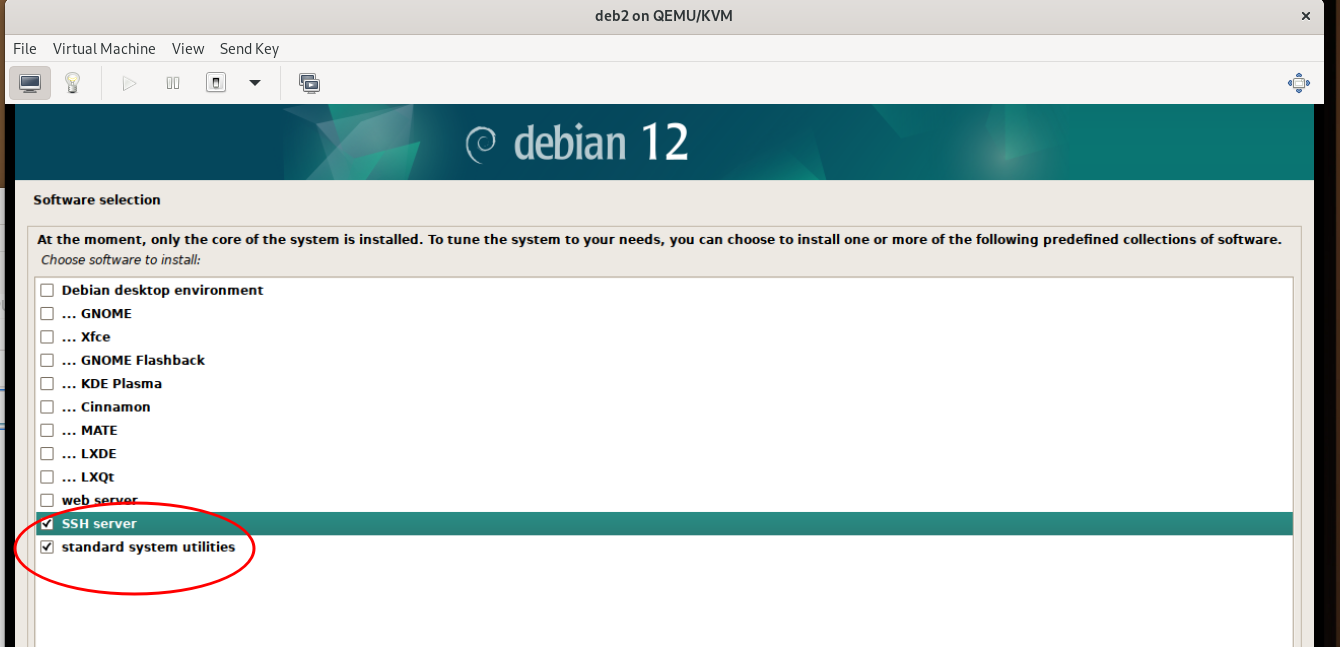 deb2 on QEMU/KVM
File Virtual Machine View Send Key
debian 12
Software selection
At the moment, only the core of the system is installed. To tune the system to your needs, you can choose to install one or more of the following predefined collections of software.
Choose software to install:
Debian desktop environment
... GNOME
... Xfce
... GNOME Flashback
... KDE Plasma
... Cinnamon
... MATE
... LXDE
... LXQt
web server
SSH server
standard system utilities